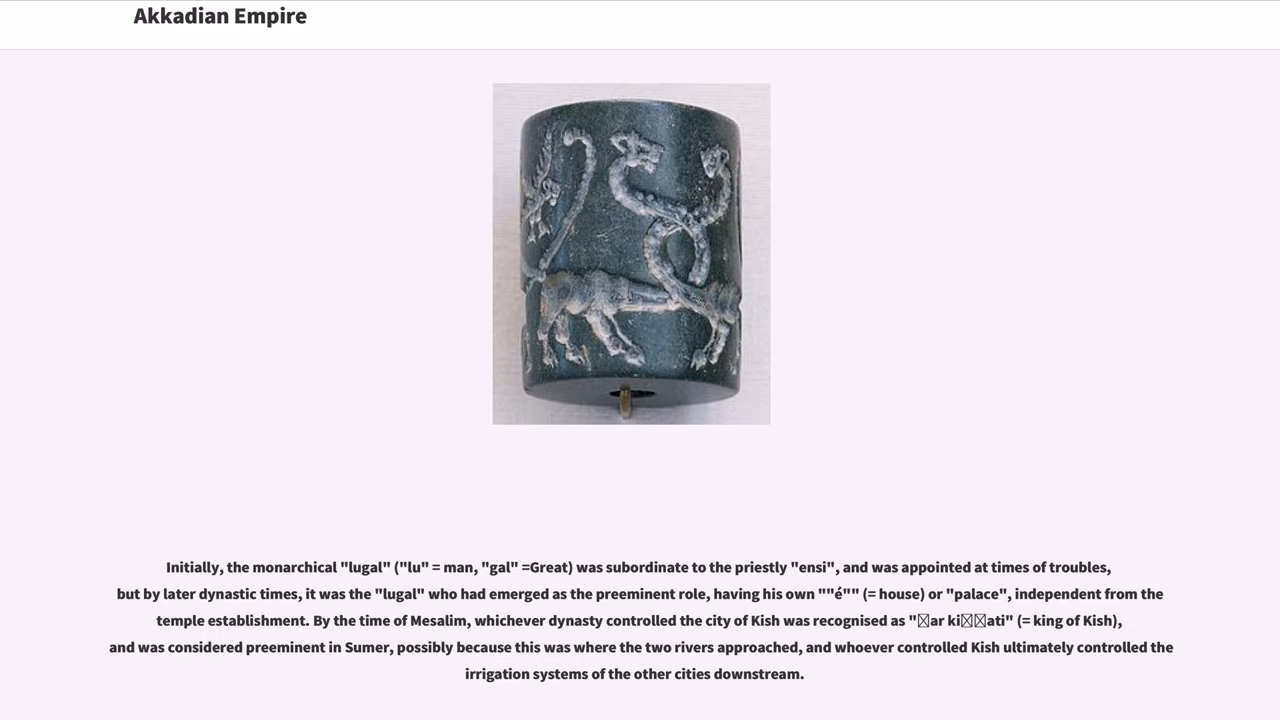 Akkadian Empire
Initially, the monarchical "lugal" ("lu" = man, "gal" =Great) was subordinate to the priestly "ensi", and was appointed at times of troubles,
but by later dynastic times, it was the "lugal" who had emerged as the preeminent role, having his own ""é"" (= house) or "palace", independent from the
temple establishment. By the time of Mesalim, whichever dynasty controlled the city of Kish was recognised as "□ar ki□□ati" (= king of Kish),
and was considered preeminent in Sumer, possibly because this was where the two rivers approached, and whoever controlled Kish ultimately controlled the
irrigation systems of the other cities downstream.